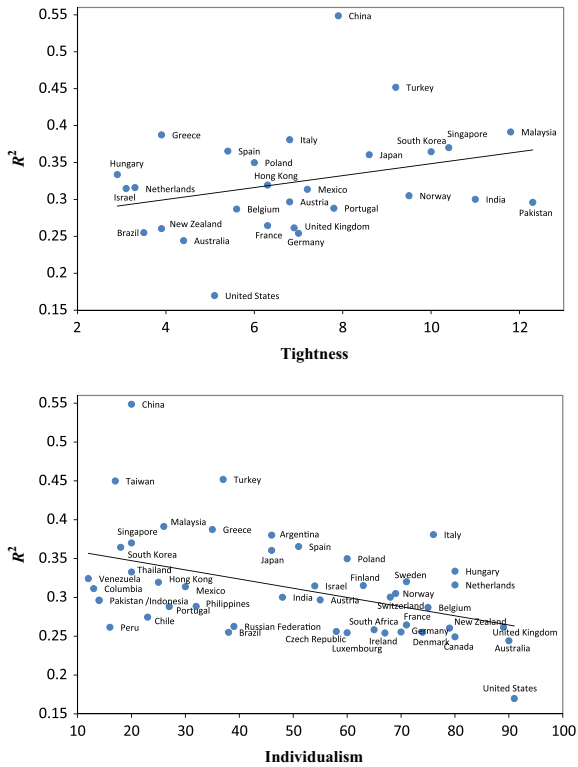 0.55
China
0.5
Turkey
0.45
0.4
Greece
Italy
South Korea
Singapore
Malaysia
Spain
Japan
0.35
Hungary
Poland
Hong Kong
R²
Israel
Netherlands
Mexico
0.3
Austria
Norway
India
Belgium
Portugal
Pakistan
New Zealand
United Kingdom
Brazil
France
0.25
Australia
Germany
0.2
United States
0.15
2 4 6 8 10 12
Tightness
0.55
China
0.5
Taiwan
Turkey
0.45
0.4
Malaysia
Singapore
Greece
Argentina
Italy
South Korea
Japan
Spain
0.35
Poland
Thailand
Venezuela
Hong Kong
Finland
Sweden
Hungary
R²
Columbia
Mexico
Israel
Netherlands
0.3
Pakistan /Indonesia
Philippines
India
Austria
Norway
Switzerland
Portugal
Belgium
Chile
South Africa
France
New Zealand
Peru
Russian Federation
Germany
United Kingdom
Brazil
Czech Republic
Ireland
Denmark
0.25
Luxembourg
Canada
Australia
0.2
United States
0.15
10 20 30 40 50 60 70 80 90 100
Individualism